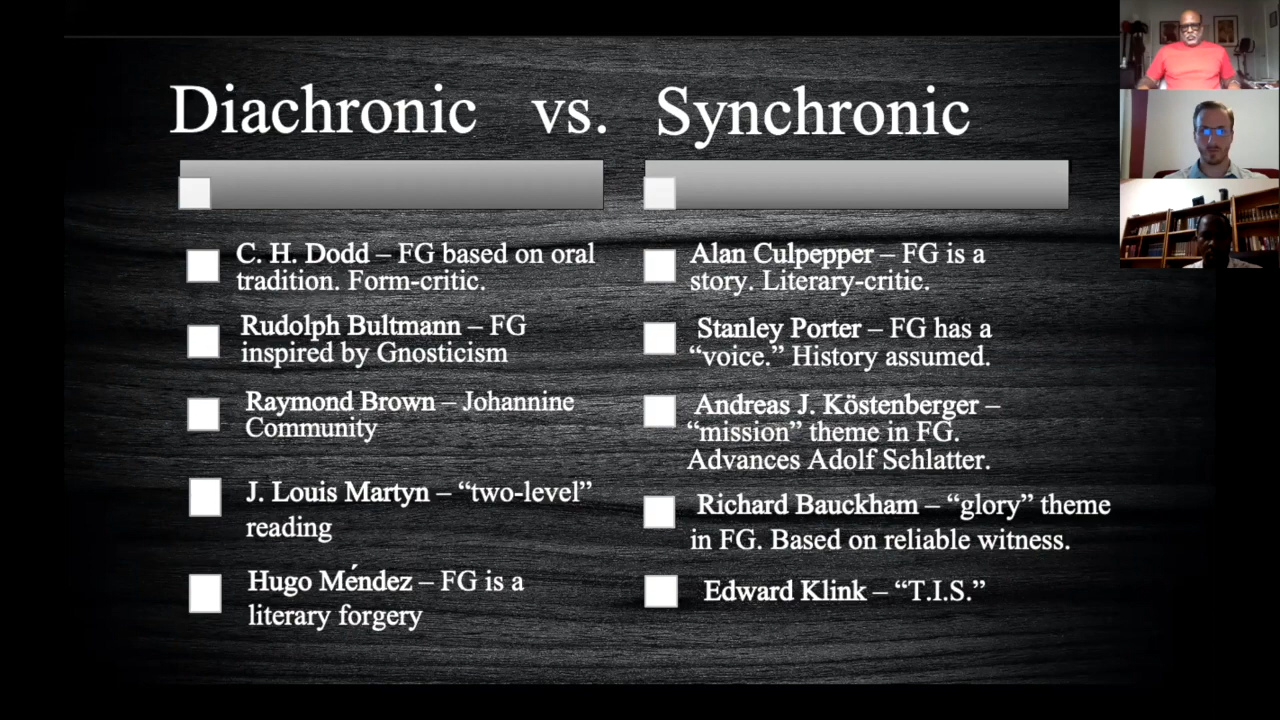 Diachronic vs. Synchronic
C. H. Dodd – FG based on oral
tradition. Form-critic.
Rudolph Bultmann – FG
inspired by Gnosticism
Raymond Brown – Johannine
Community
J. Louis Martyn – “two-level”
reading
Hugo Méndez – FG is a
literary forgery
Alan Culpepper – FG is a
story. Literary-critic.
Stanley Porter – FG has a
“voice.” History assumed.
Andreas J. Köstenberger –
“mission” theme in FG.
Advances Adolf Schlatter.
Richard Bauckham – “glory” theme
in FG. Based on reliable witness.
Edward Klink – “T.I.S.”